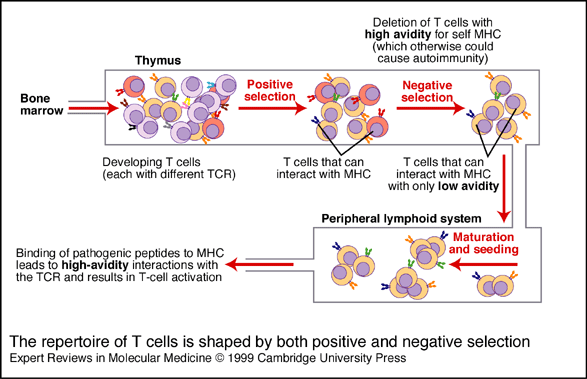 Deletion of T cells with
high avidity for self MHC
(which otherwise could
cause autoimmunity)
Thymus
Bone
marrow
Positive
selection
Negative
selection
Developing T cells
(each with different TCR)
T cells that can
interact with MHC
T cells that can
interact with MHC
with only low avidity
Peripheral lymphoid system
Maturation
and seeding
Binding of pathogenic peptides to MHC
leads to high-avidity interactions with
the TCR and results in T-cell activation
The repertoire of T cells is shaped by both positive and negative selection
Expert Reviews in Molecular Medicine © 1999 Cambridge University Press